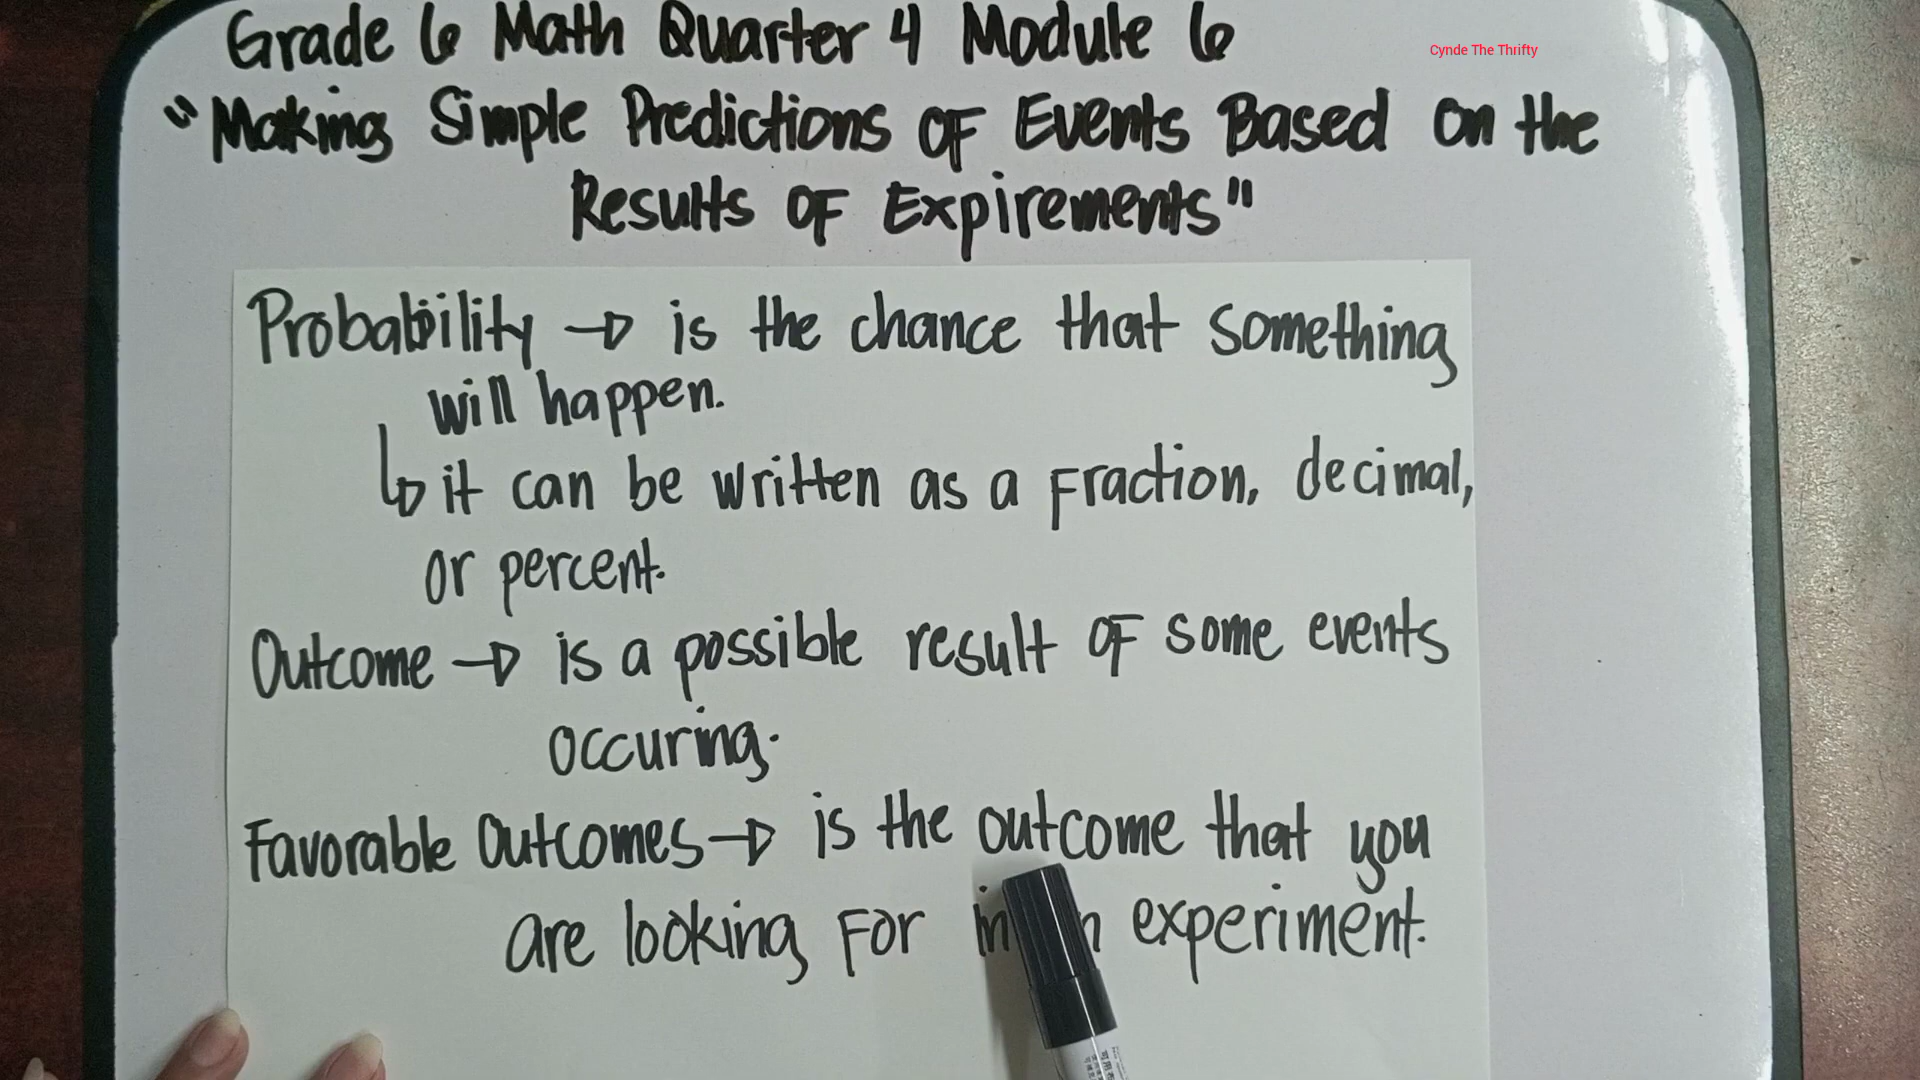 Grade 6 Math Quarter 4 Module 6
Cynde The Thrifty
"Making Simple Predictions of Events Based on the
Results of Expirements"
Probability → is the chance that something
will happen.
↳ it can be written as a fraction, decimal,
or percent.
Outcome → is a possible result of some events
occuring.
Favorable Outcomes → is the outcome that you
are looking for in experiment.